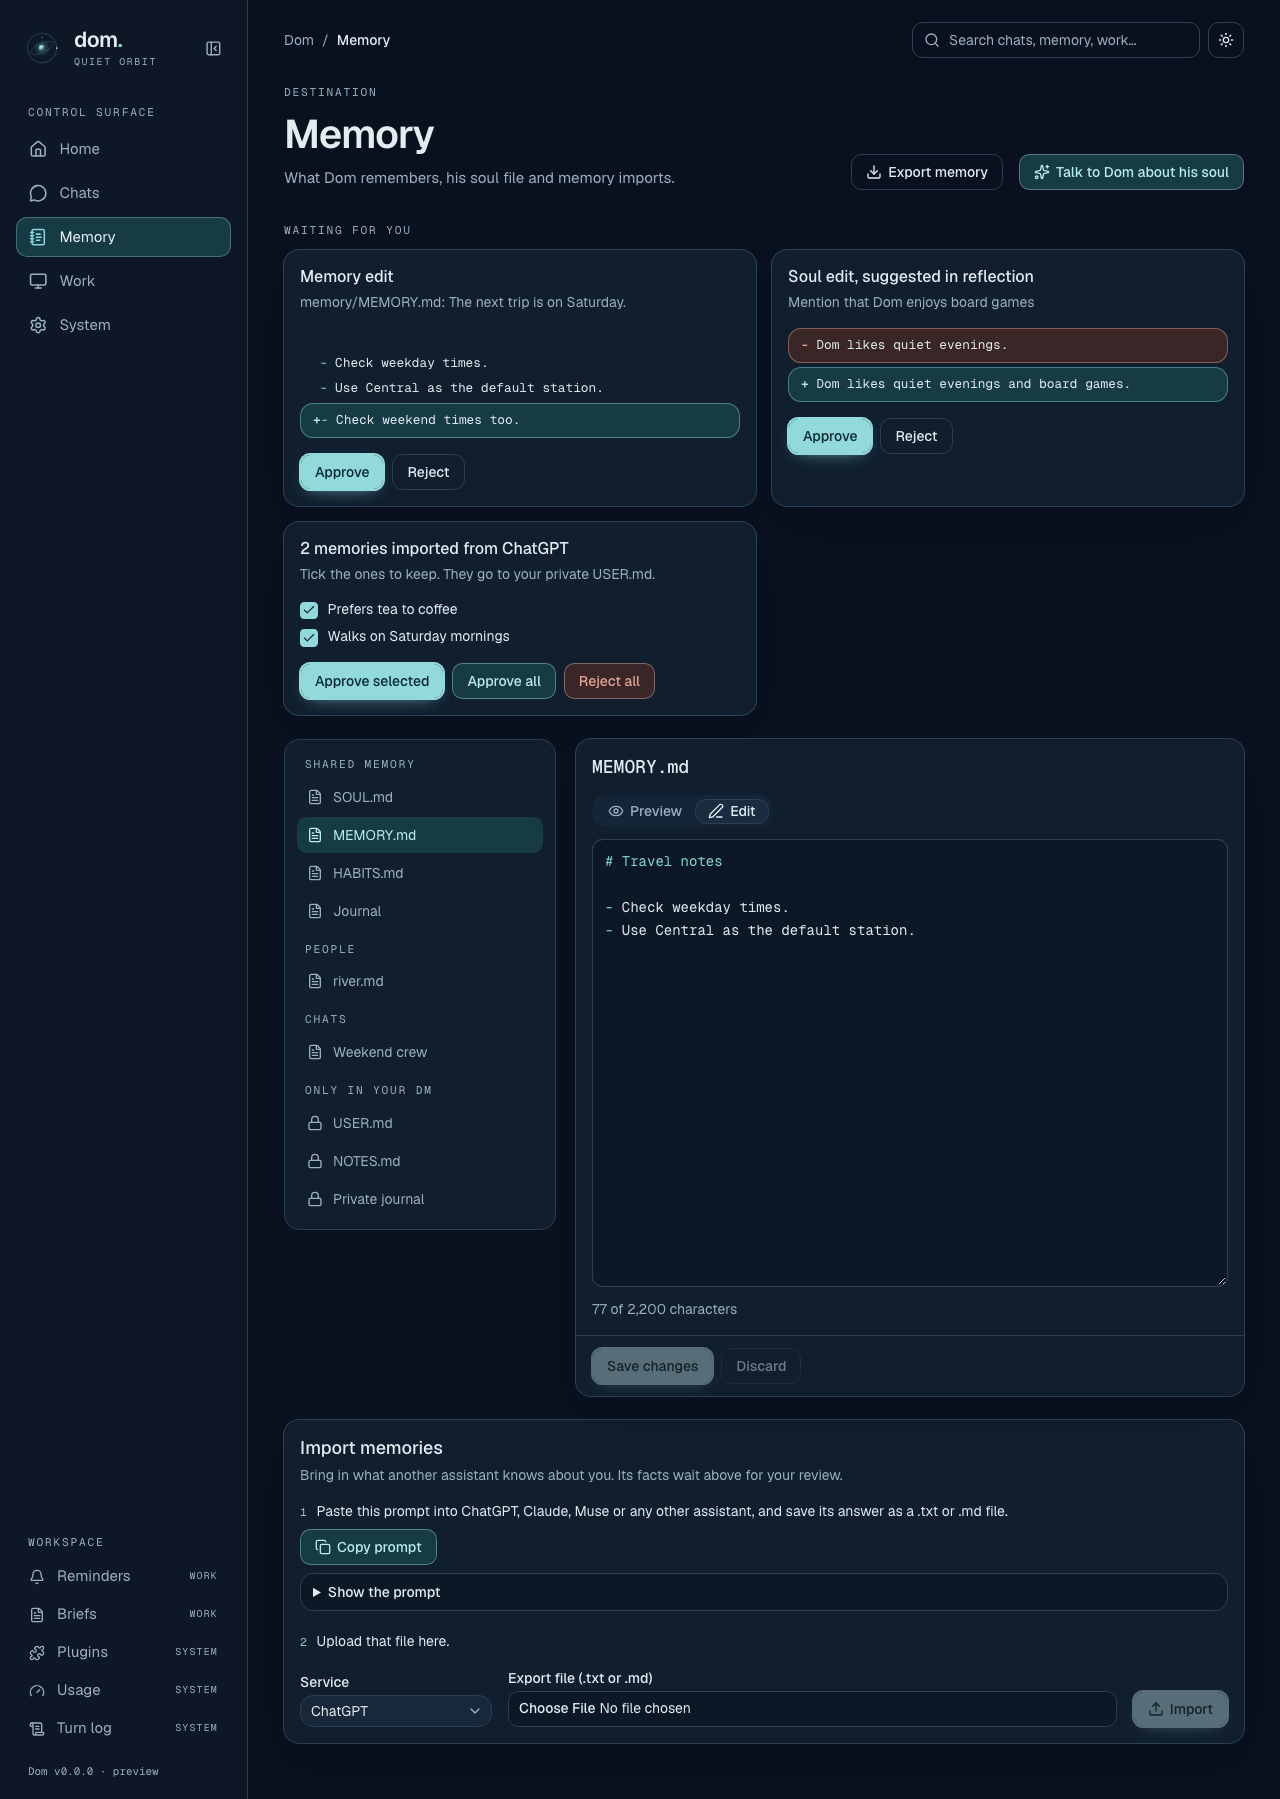 dom.
QUIET ORBIT
CONTROL SURFACE
Home
Chats
Memory
Work
System
WORKSPACE
Reminders WORK
Briefs WORK
Plugins SYSTEM
Usage SYSTEM
Turn log SYSTEM
Dom v0.0.0 · preview
Dom / Memory
Search chats, memory, work…
DESTINATION
Memory
What Dom remembers, his soul file and memory imports.
Export memory
Talk to Dom about his soul
WAITING FOR YOU
Memory edit
memory/MEMORY.md: The next trip is on Saturday.
- Check weekday times.
- Use Central as the default station.
+- Check weekend times too.
Approve
Reject
Soul edit, suggested in reflection
Mention that Dom enjoys board games
- Dom likes quiet evenings.
+ Dom likes quiet evenings and board games.
Approve
Reject
2 memories imported from ChatGPT
Tick the ones to keep. They go to your private USER.md.
Prefers tea to coffee
Walks on Saturday mornings
Approve selected
Approve all
Reject all
SHARED MEMORY
SOUL.md
MEMORY.md
HABITS.md
Journal
PEOPLE
river.md
CHATS
Weekend crew
ONLY IN YOUR DM
USER.md
NOTES.md
Private journal
MEMORY.md
Preview
Edit
# Travel notes
- Check weekday times.
- Use Central as the default station.
77 of 2,200 characters
Save changes
Discard
Import memories
Bring in what another assistant knows about you. Its facts wait above for your review.
1 Paste this prompt into ChatGPT, Claude, Muse or any other assistant, and save its answer as a .txt or .md file.
Copy prompt
Show the prompt
2 Upload that file here.
Service
ChatGPT
Export file (.txt or .md)
Choose File No file chosen
Import